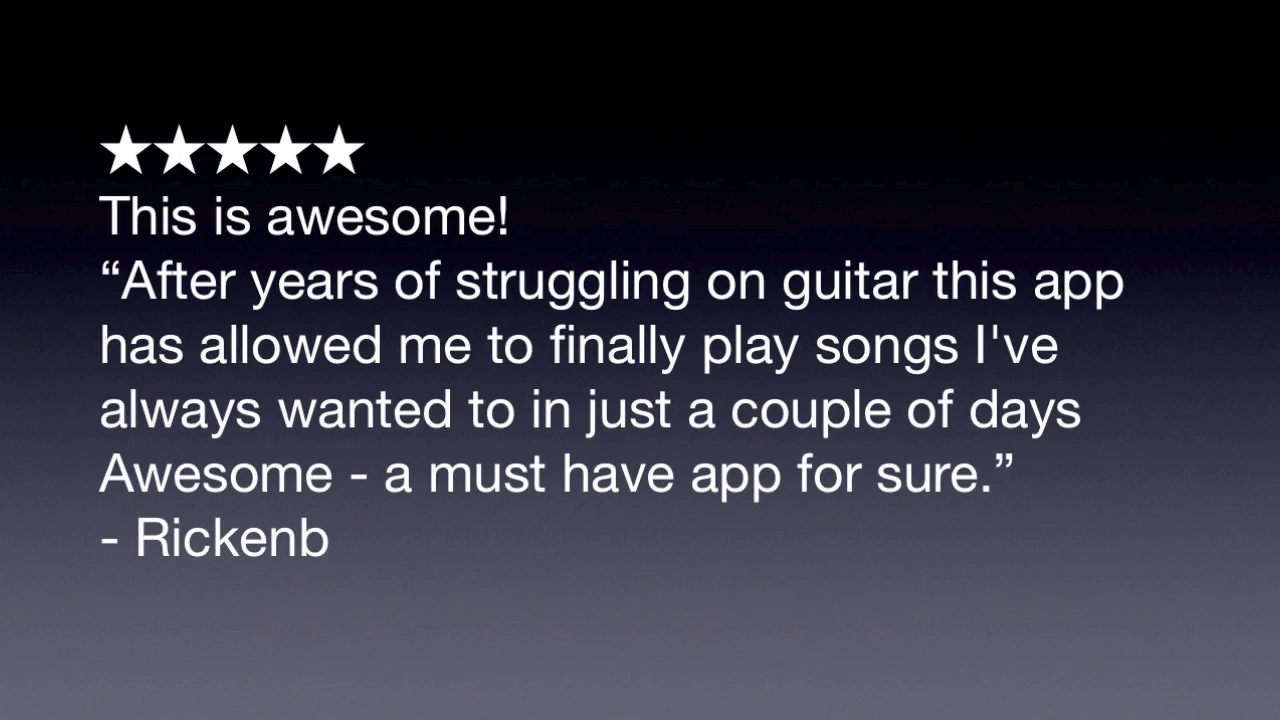 ★★★★★
This is awesome!
“After years of struggling on guitar this app
has allowed me to finally play songs I've
always wanted to in just a couple of days
Awesome - a must have app for sure.”
- Rickenb